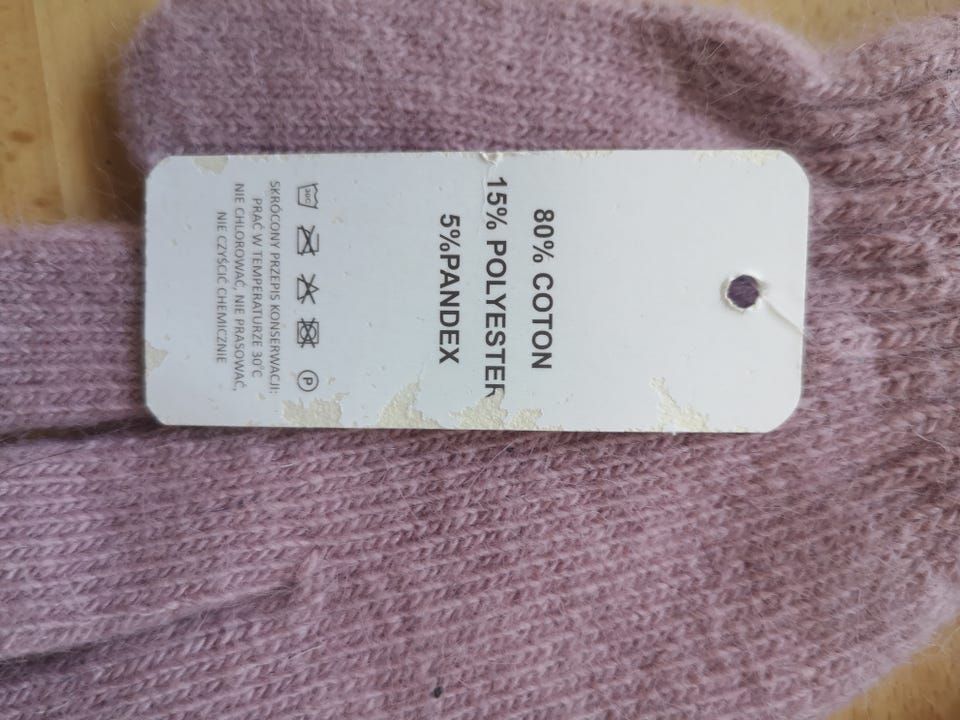 80% COTON
15% POLYESTER
5%PANDEX
30C
P
SKRÓCONY PRZEPIS KONSERWACJI:
PRAĆ W TEMPERATURZE 30°C
NIE CHLOROWAĆ, NIE PRASOWAĆ,
NIE CZYŚCIĆ CHEMICZNIE